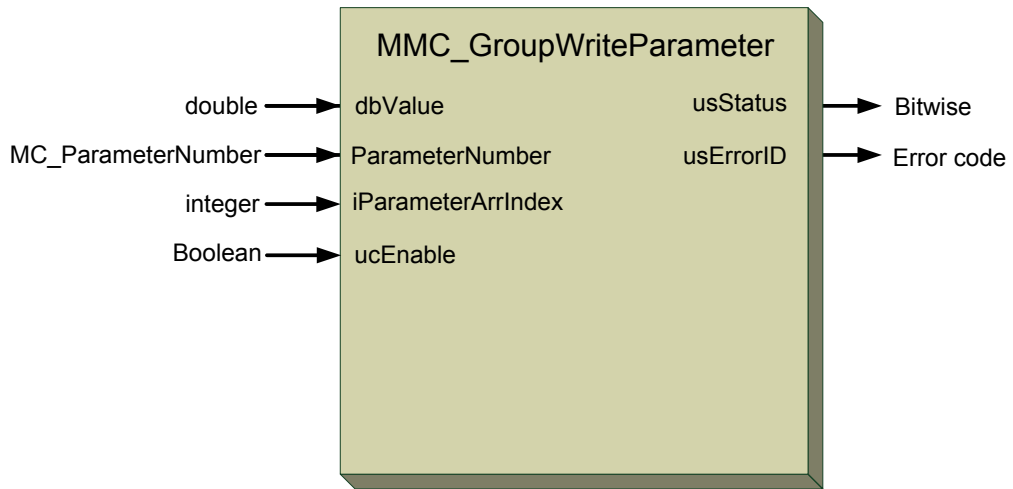 MMC_GroupWriteParameter
double dbValue usStatus Bitwise
MC_ParameterNumber ParameterNumber usErrorID Error code
integer iParameterArrIndex
Boolean ucEnable